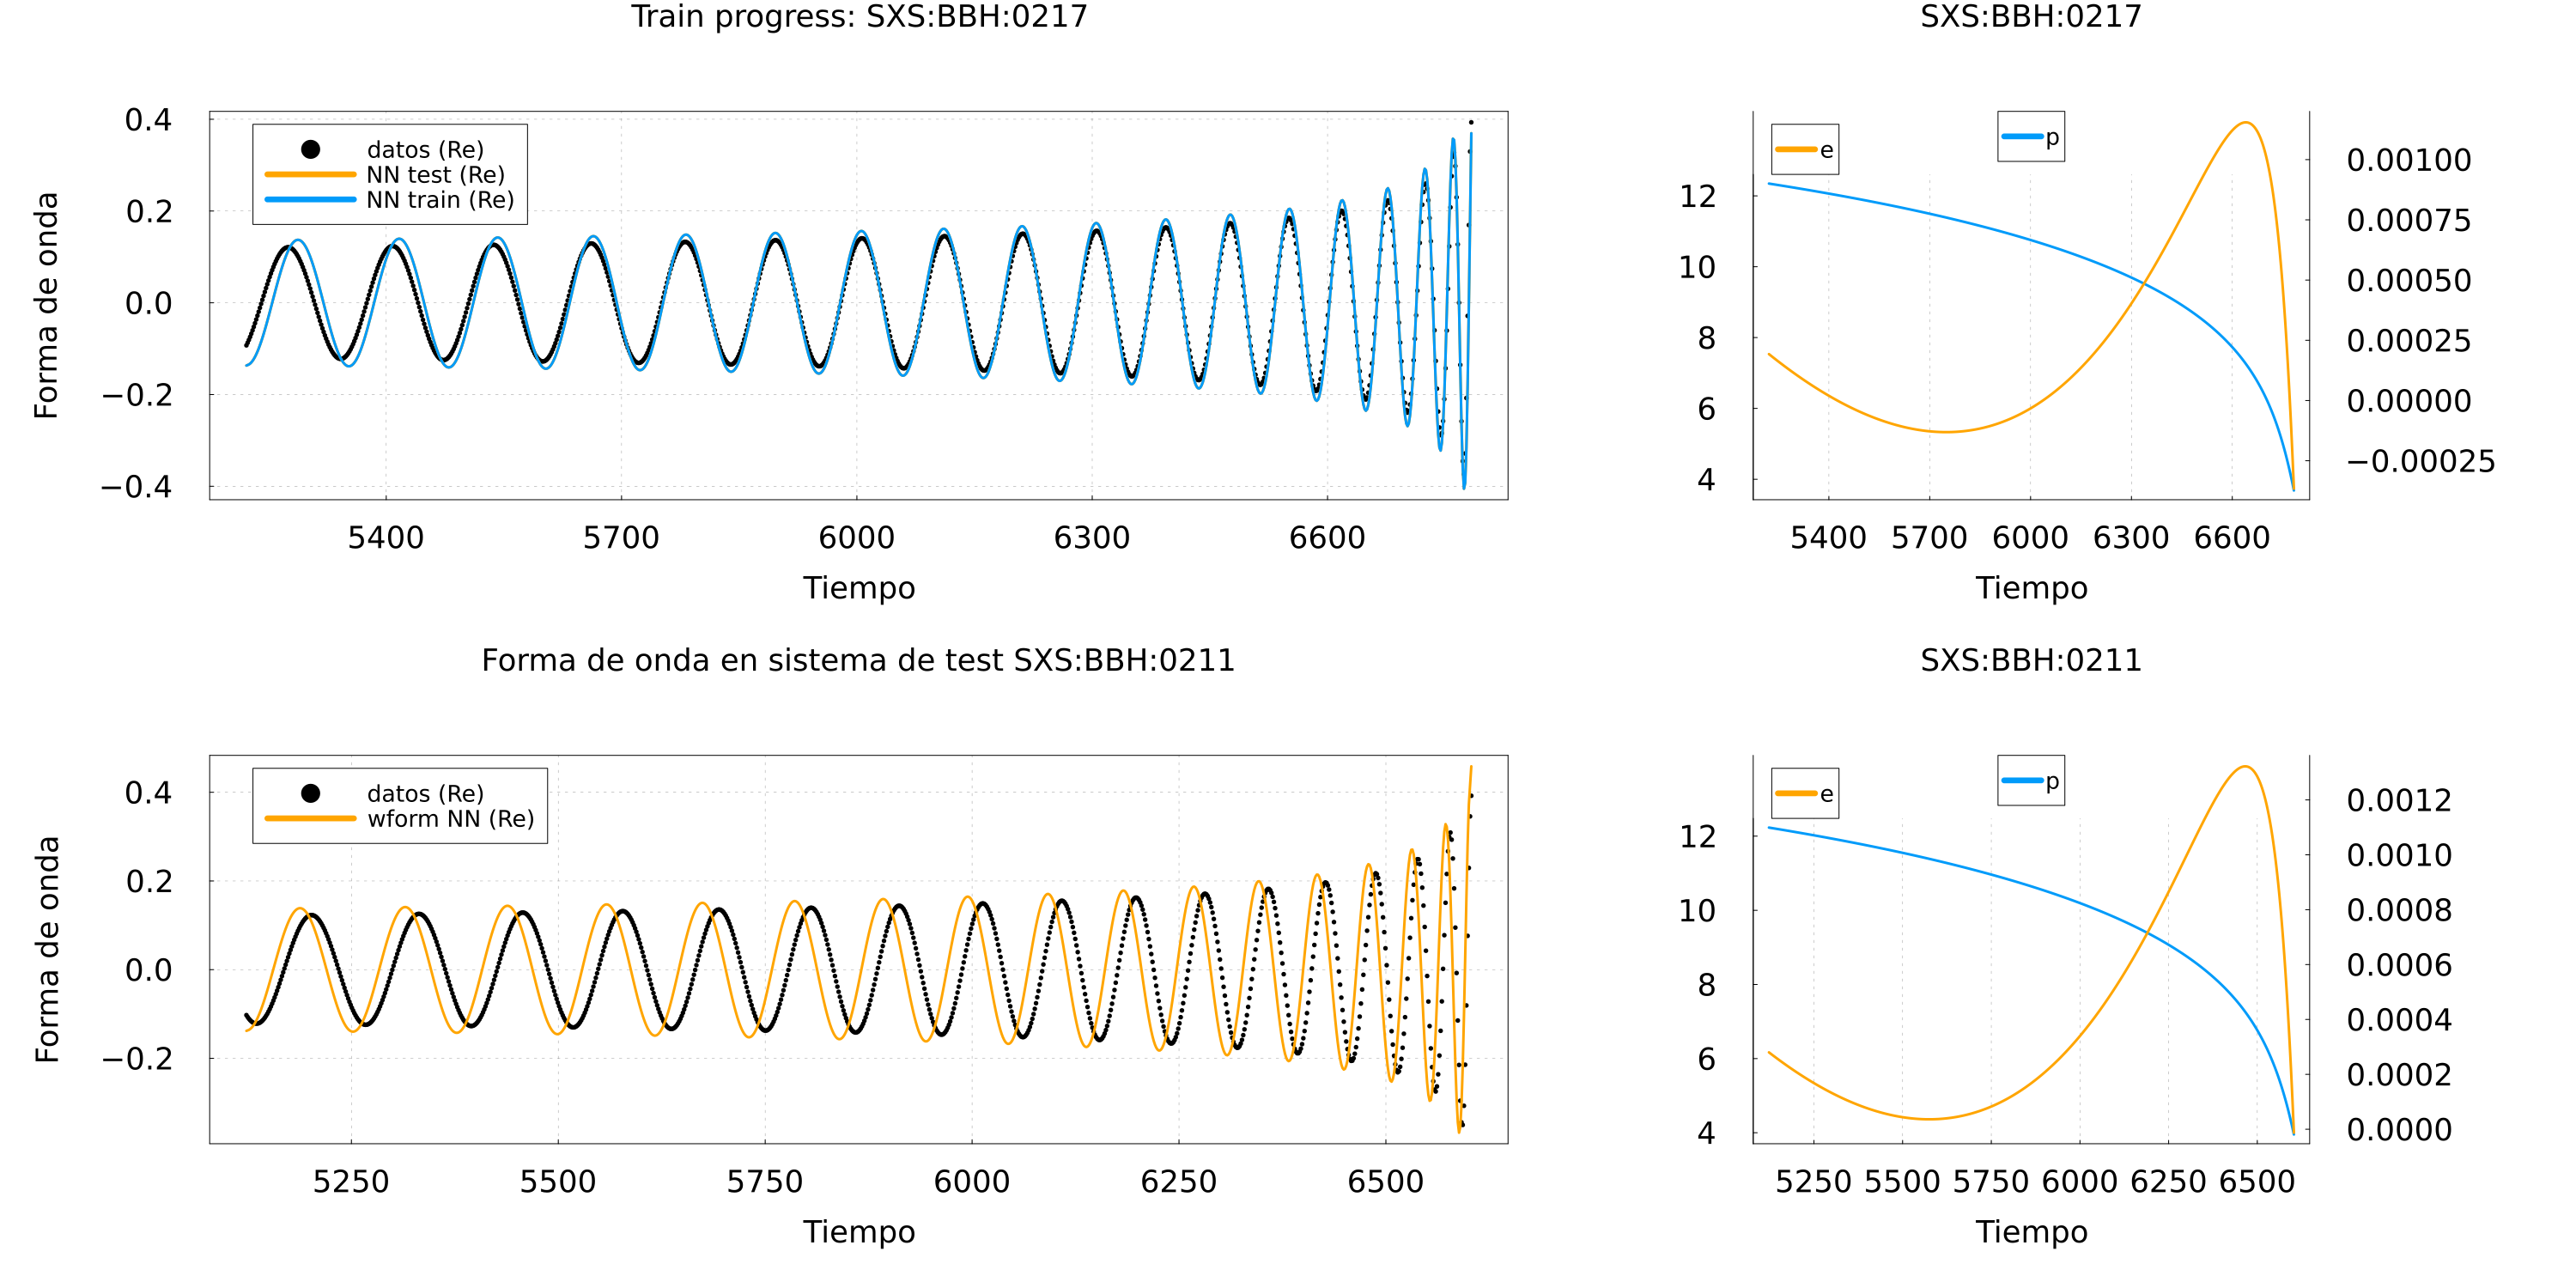 Train progress: SXS:BBH:0217
SXS:BBH:0217
Forma de onda
0.4
0.2
0.0
−0.2
−0.4
datos (Re)
NN test (Re)
NN train (Re)
5400 5700 6000 6300 6600
Tiempo
e
p
12
10
8
6
4
0.00100
0.00075
0.00050
0.00025
0.00000
−0.00025
5400 5700 6000 6300 6600
Tiempo
Forma de onda en sistema de test SXS:BBH:0211
SXS:BBH:0211
Forma de onda
0.4
0.2
0.0
−0.2
datos (Re)
wform NN (Re)
5250 5500 5750 6000 6250 6500
Tiempo
e
p
12
10
8
6
4
0.0012
0.0010
0.0008
0.0006
0.0004
0.0002
0.0000
5250 5500 5750 6000 6250 6500
Tiempo